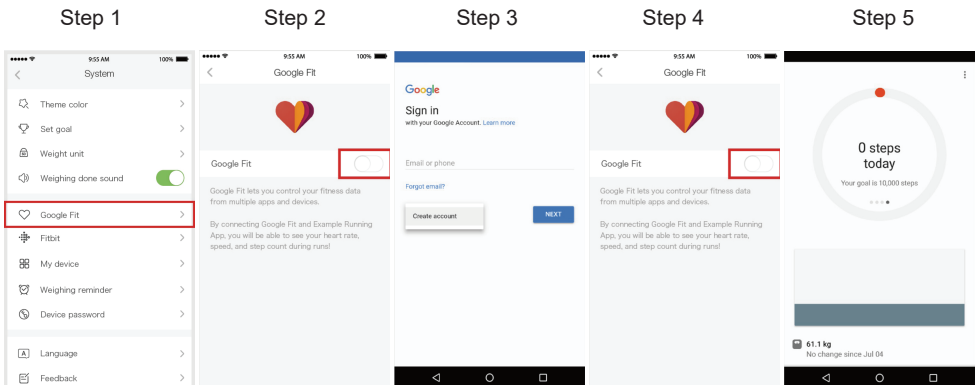 Step 1
Step 2
Step 3
Step 4
Step 5
9:55 AM
100%
System
Theme color
Set goal
Weight unit
Weighing done sound
Google Fit
Fitbit
My device
Weighing reminder
Device password
A Language
Feedback
9:55 AM
100%
Google Fit
Google Fit
Google Fit lets you control your fitness data
from multiple apps and devices.
By connecting Google Fit and Example Running
App, you will be able to see your heart rate,
speed, and step count during runs!
Google
Sign in
with your Google Account. Learn more
Email or phone
Forgot email?
Create account
NEXT
9:55 AM
100%
Google Fit
Google Fit
Google Fit lets you control your fitness data
from multiple apps and devices.
By connecting Google Fit and Example Running
App, you will be able to see your heart rate,
speed, and step count during runs!
0 steps
today
Your goal is 10,000 steps
61.1 kg
No change since Jul 04